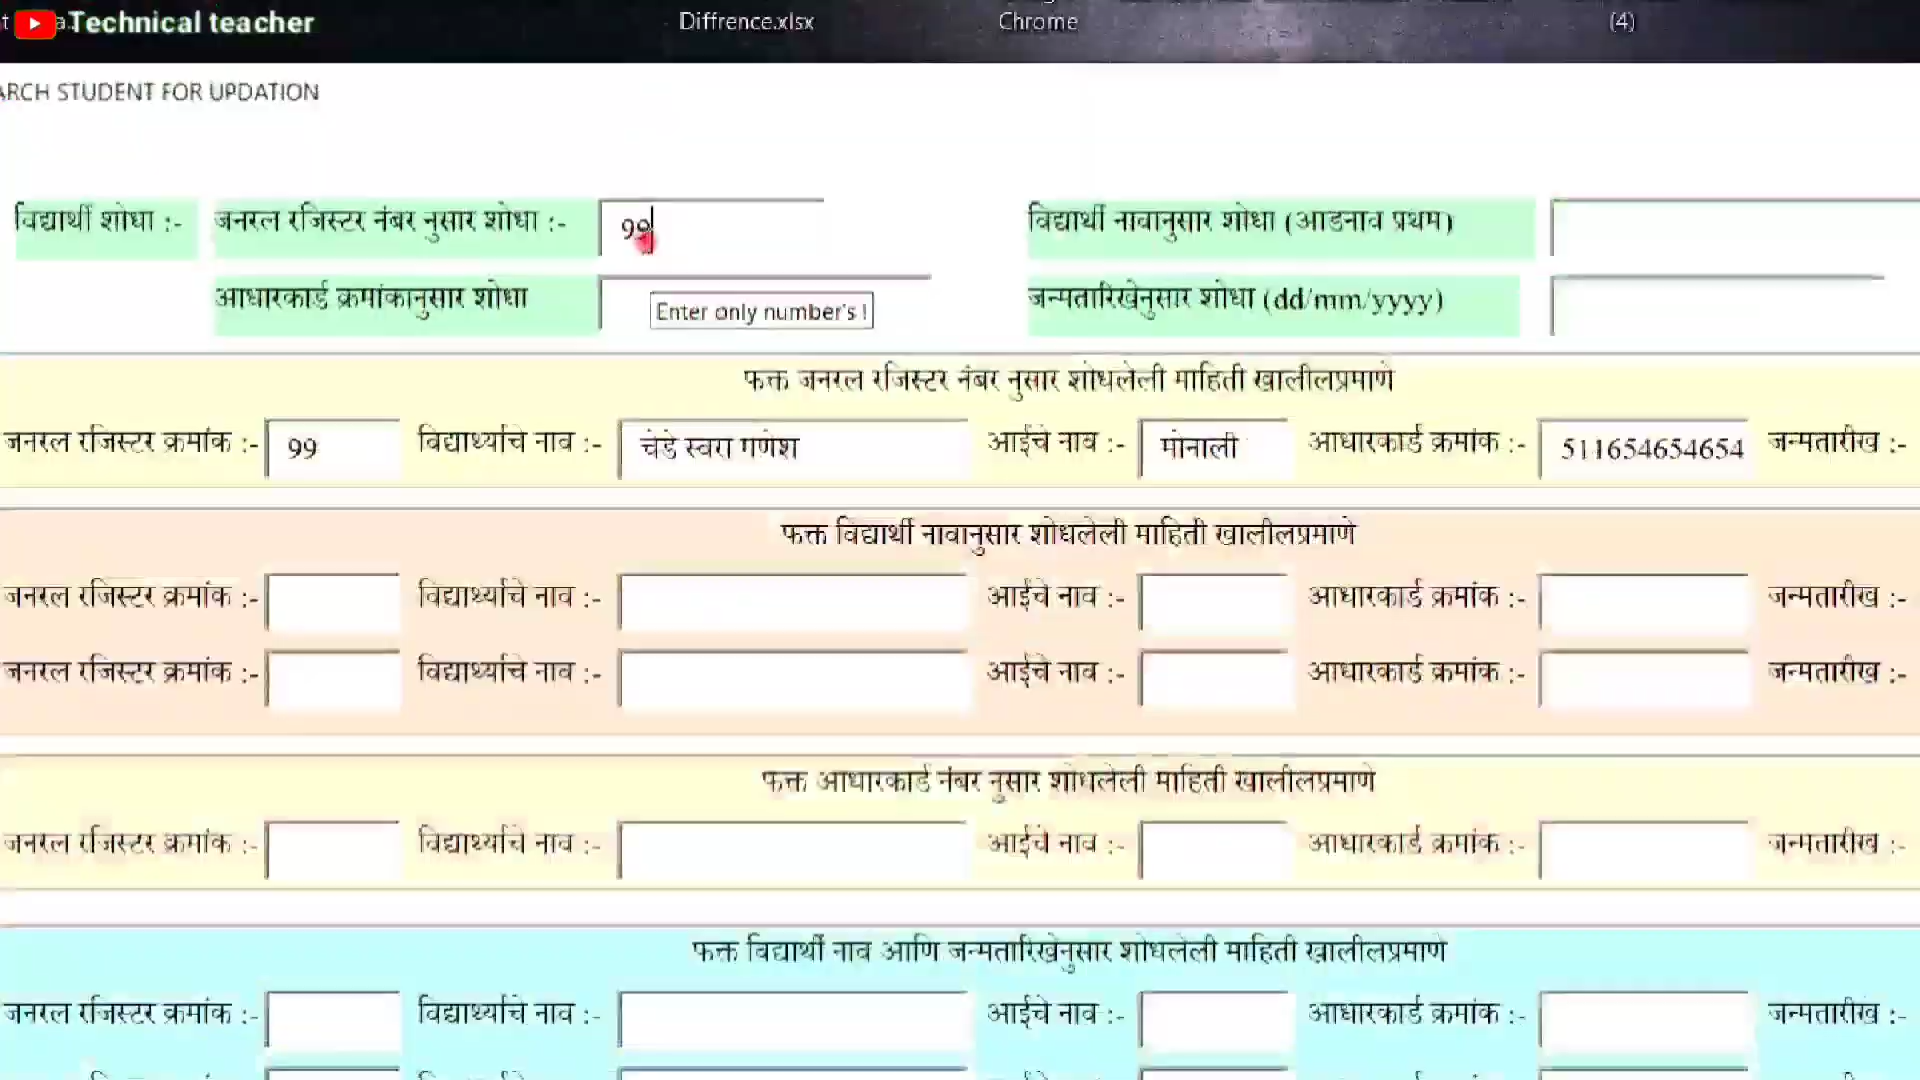 Technical teacher
Diffrence.xlsx
Chrome
(4)
ARCH STUDENT FOR UPDATION
विद्यार्थी शोधा :- जनरल रजिस्टर नंबर नुसार शोधा :- 99 विद्यार्थी नावानुसार शोधा (आडनाव प्रथम)
आधारकार्ड क्रमांकानुसार शोधा जन्मतारिखेनुसार शोधा (dd/mm/yyyy)
Enter only number's !
फक्त जनरल रजिस्टर नंबर नुसार शोधलेली माहिती खालीलप्रमाणे
जनरल रजिस्टर क्रमांक :- 99 विद्यार्थ्याचे नाव :- चेडे स्वरा गणेश आईचे नाव :- मोनाली आधारकार्ड क्रमांक :- 511654654654 जन्मतारीख :-
फक्त विद्यार्थी नावानुसार शोधलेली माहिती खालीलप्रमाणे
जनरल रजिस्टर क्रमांक :- विद्यार्थ्याचे नाव :- आईचे नाव :- आधारकार्ड क्रमांक :- जन्मतारीख :-
जनरल रजिस्टर क्रमांक :- विद्यार्थ्याचे नाव :- आईचे नाव :- आधारकार्ड क्रमांक :- जन्मतारीख :-
फक्त आधारकार्ड नंबर नुसार शोधलेली माहिती खालीलप्रमाणे
जनरल रजिस्टर क्रमांक :- विद्यार्थ्याचे नाव :- आईचे नाव :- आधारकार्ड क्रमांक :- जन्मतारीख :-
फक्त विद्यार्थी नाव आणि जन्मतारिखेनुसार शोधलेली माहिती खालीलप्रमाणे
जनरल रजिस्टर क्रमांक :- विद्यार्थ्याचे नाव :- आईचे नाव :- आधारकार्ड क्रमांक :- जन्मतारीख :-